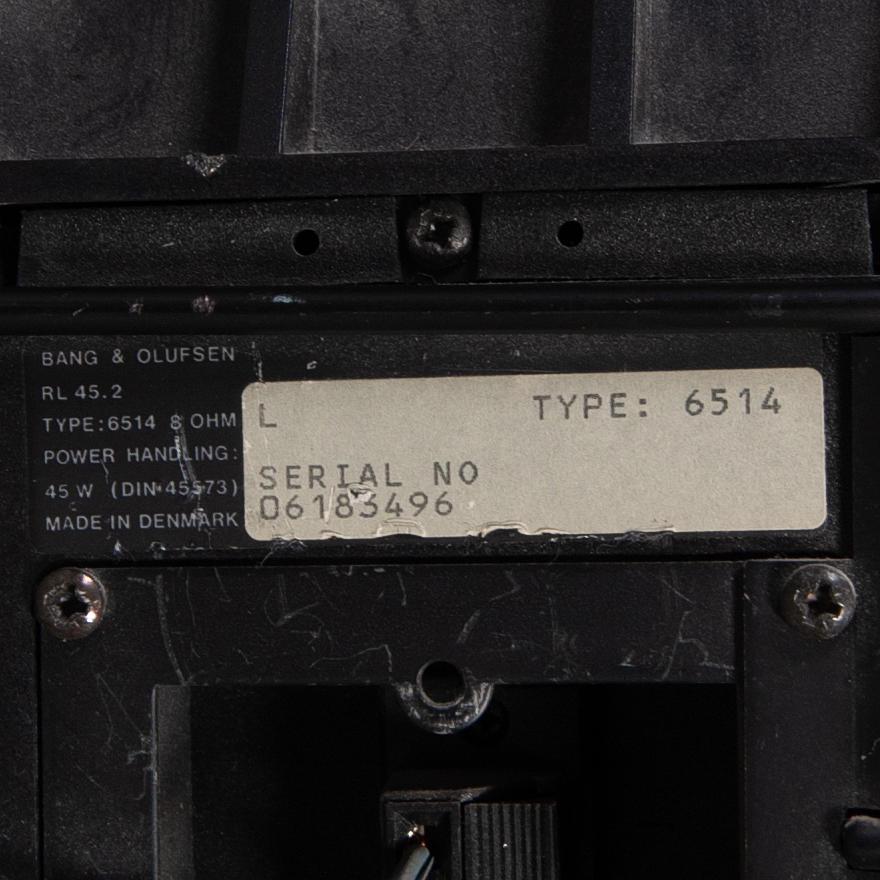 BANG & OLUFSEN
RL 45.2
TYPE:6514 8 OHM
POWER HANDLING:
45 W (DIN 45573)
MADE IN DENMARK
L TYPE: 6514
SERIAL NO
06183496